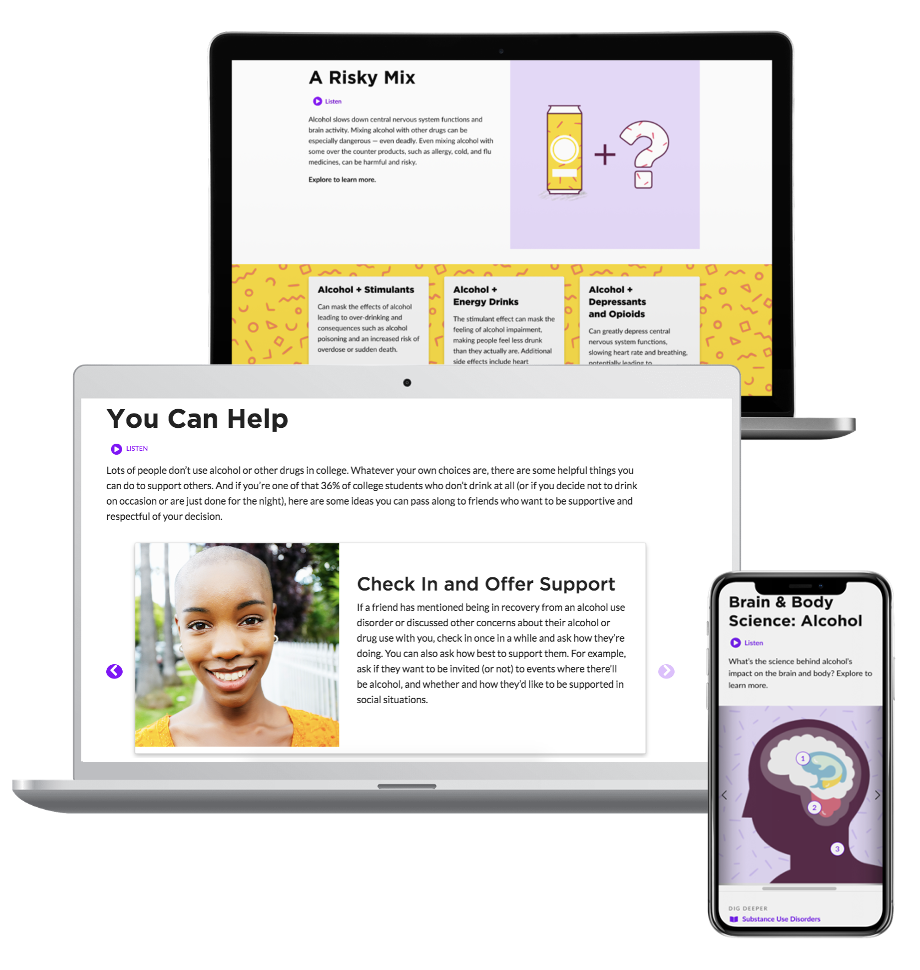 A Risky Mix
Listen
Alcohol slows down central nervous system functions and
brain activity. Mixing alcohol with other drugs can be
especially dangerous — even deadly. Even mixing alcohol with
some over the counter products, such as allergy, cold, and flu
medicines, can be harmful and risky.
Explore to learn more.
Alcohol + Stimulants
Can mask the effects of alcohol
leading to over-drinking and
consequences such as alcohol
poisoning and an increased risk of
overdose or sudden death.
Alcohol +
Energy Drinks
The stimulant effect can mask the
feeling of alcohol impairment,
making people feel less drunk
than they actually are. Additional
side effects include heart
Alcohol +
Depressants
and Opioids
Can greatly depress central
nervous system functions,
slowing heart rate and breathing,
potentially leading to
You Can Help
LISTEN
Lots of people don't use alcohol or other drugs in college. Whatever your own choices are, there are some helpful things you
can do to support others. And if you're one of that 36% of college students who don't drink at all (or if you decide not to drink
on occasion or are just done for the night), here are some ideas you can pass along to friends who want to be supportive and
respectful of your decision.
Check In and Offer Support
If a friend has mentioned being in recovery from an alcohol use
disorder or discussed other concerns about their alcohol or
drug use with you, check in once in a while and ask how they're
doing. You can also ask how best to support them. For example,
ask if they want to be invited (or not) to events where there'll
be alcohol, and whether and how they'd like to be supported in
social situations.
Brain & Body
Science: Alcohol
Listen
What's the science behind alcohol's
impact on the brain and body? Explore to
learn more.
1
2
3
DIG DEEPER
Substance Use Disorders